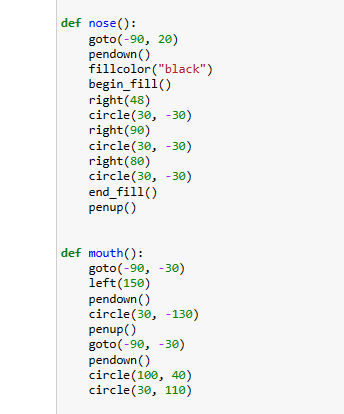 def nose():
    goto(-90, 20)
    pendown()
    fillcolor("black")
    begin_fill()
    right(48)
    circle(30, -30)
    right(90)
    circle(30, -30)
    right(80)
    circle(30, -30)
    end_fill()
    penup()

def mouth():
    goto(-90, -30)
    left(150)
    pendown()
    circle(30, -130)
    penup()
    goto(-90, -30)
    pendown()
    circle(100, 40)
    circle(30, 110)